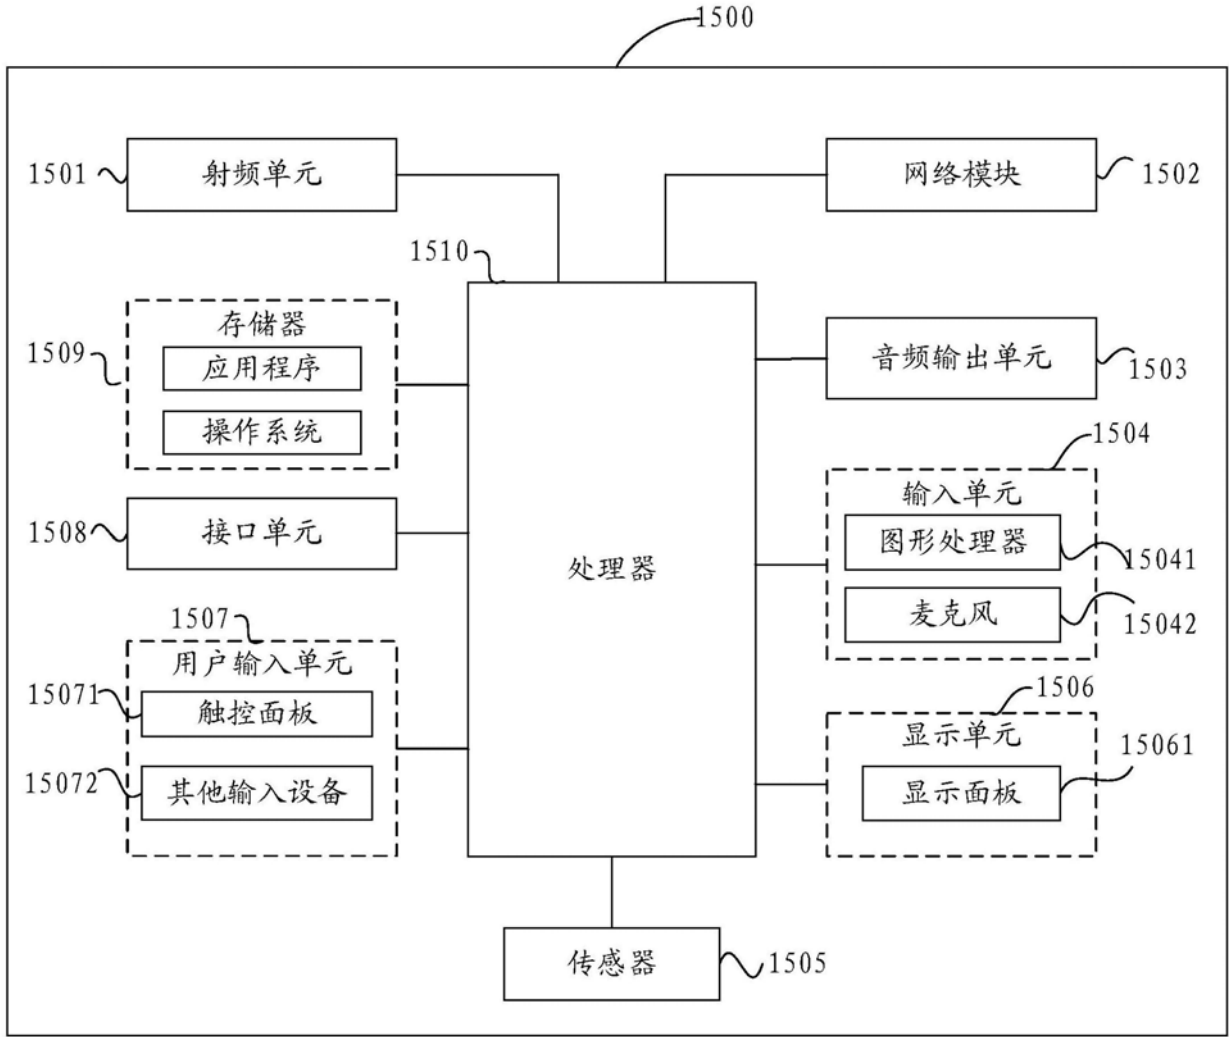 1500
1501
射频单元
网络模块
1502
1510
存储器
1509
应用程序
操作系统
音频输出单元
1503
1504
输入单元
图形处理器
15041
麦克风
15042
1508
接口单元
处理器
1507
用户输入单元
15071
触控面板
15072
其他输入设备
1506
显示单元
15061
显示面板
传感器
1505